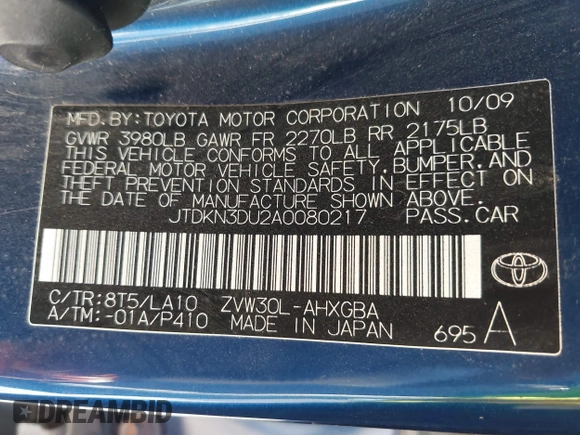 MFD.BY:TOYOTA MOTOR CORPORATION 10/09
GVWR 3980LB GAWR FR 2270LB RR 2175LB
THIS VEHICLE CONFORMS TO ALL APPLICABLE
FEDERAL MOTOR VEHICLE SAFETY,BUMPER,AND
THEFT PREVENTION STANDARDS IN EFFECT ON
THE DATE OF MANUFACTURE SHOWN ABOVE.
JTDKN3DU2A0080217 PASS.CAR
C/TR:8T5/LA10 ZVW30L-AHXGBA
A/TM:-01A/P410 MADE IN JAPAN 695 A
DREAMBID